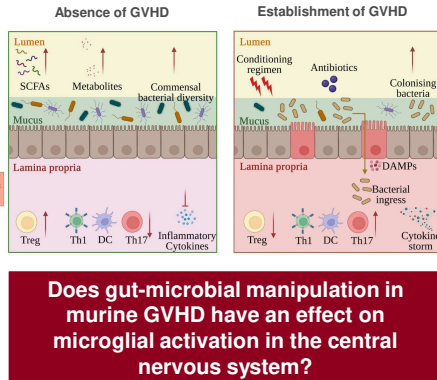 Absence of GVHD
Establishment of GVHD
Lumen
SCFAs
Metabolites
Commensal
bacterial diversity
Mucus
Lamina propria
Treg
Th1
DC
Th17
Inflammatory
Cytokines
Lumen
Conditioning
regimen
Antibiotics
Colonising
bacteria
Mucus
Lamina propria
DAMPs
Bacterial
ingress
Treg
Th1
DC
Th17
Cytokine
storm
Does gut-microbial manipulation in
murine GVHD have an effect on
microglial activation in the central
nervous system?